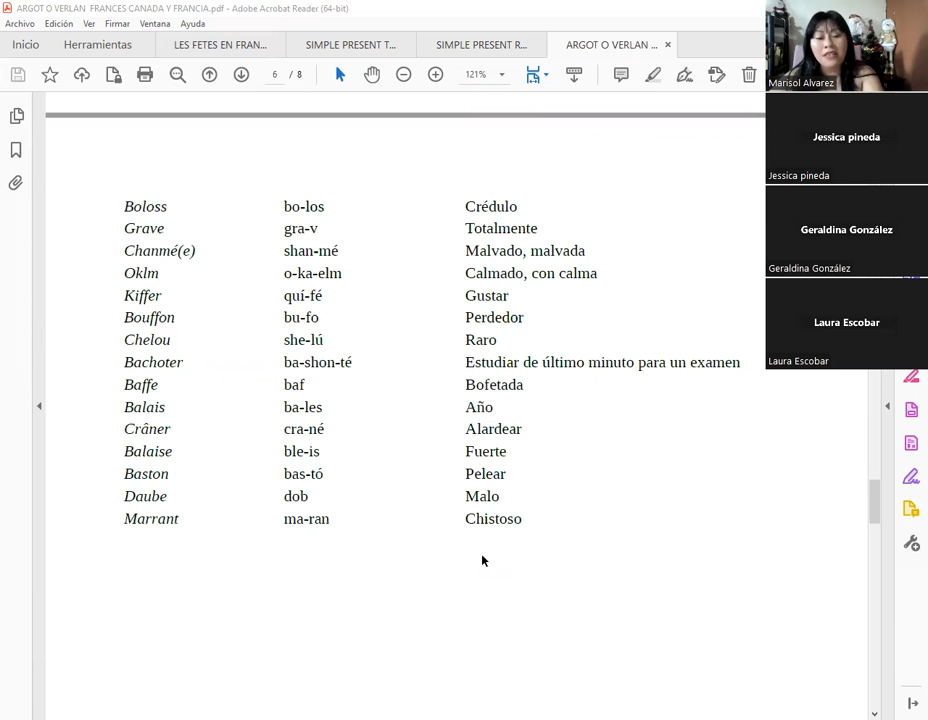 ARGOT O VERLAN FRANCES CANADA Y FRANCIA.pdf - Adobe Acrobat Reader (64-bit)
Archivo Edición Ver Firmar Ventana Ayuda
Inicio Herramientas LES FETES EN FRAN... SIMPLE PRESENT T... SIMPLE PRESENT R... ARGOT O VERLAN ... ×
6 / 8 121%
Boloss bo-los Crédulo
Grave gra-v Totalmente
Chanmé(e) shan-mé Malvado, malvada
Oklm o-ka-elm Calmado, con calma
Kiffer quí-fé Gustar
Bouffon bu-fo Perdedor
Chelou she-lú Raro
Bachoter ba-shon-té Estudiar de último minuto para un examen
Baffe baf Bofetada
Balais ba-les Año
Crâner cra-né Alardear
Balaise ble-is Fuerte
Baston bas-tó Pelear
Daube dob Malo
Marrant ma-ran Chistoso
Marisol Alvarez
Jessica pineda
Jessica pineda
Geraldina González
Geraldina González
Laura Escobar
Laura Escobar